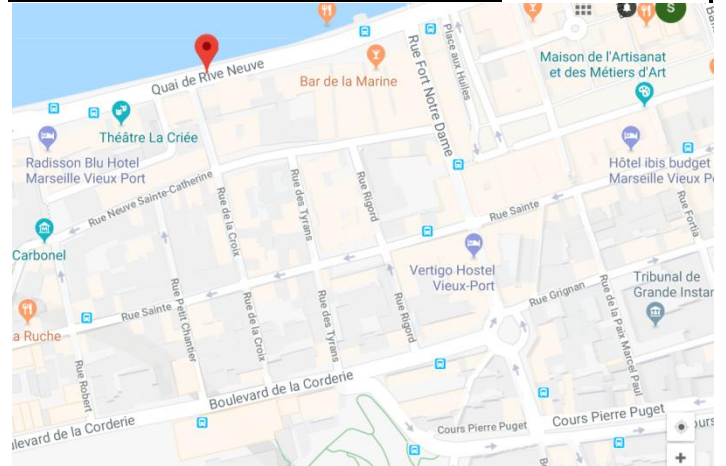 S
Quai de Rive Neuve
Bar de la Marine
Rue Fort Notre Dame
Place aux Huiles
Maison de l'Artisanat
et des Métiers d'Art
Théâtre La Criée
Radisson Blu Hotel
Marseille Vieux Port
Hôtel ibis budget
Marseille Vieux P
Rue Neuve Sainte-Catherine
Rue de la Croix
Rue des Tyrans
Rue Rigord
Rue Sainte
Rue Fortia
Carbonel
Vertigo Hostel
Vieux-Port
Tribunal de
Grande Instar
Rue Grignan
a Ruche
Rue Sainte
Rue Petit Chantier
Rue de la Croix
Rue des Tyrans
Rue Rigord
Rue de la Paix Marcel Paul
Rue Robert
Boulevard de la Corderie
levard de la Corderie
Cours Pierre Puget
Cours Pierre Puget
ours
+